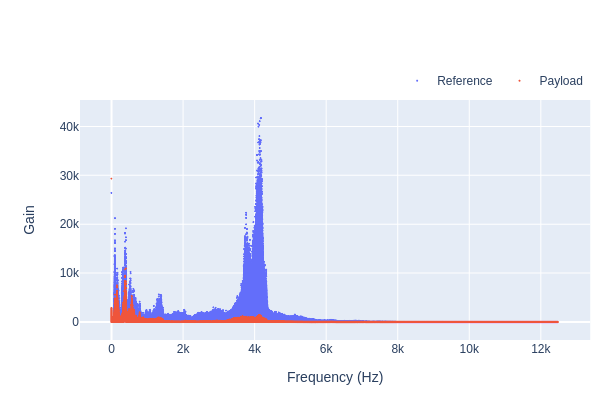 Reference
Payload
Gain
40k
30k
20k
10k
0
0
2k
4k
6k
8k
10k
12k
Frequency (Hz)